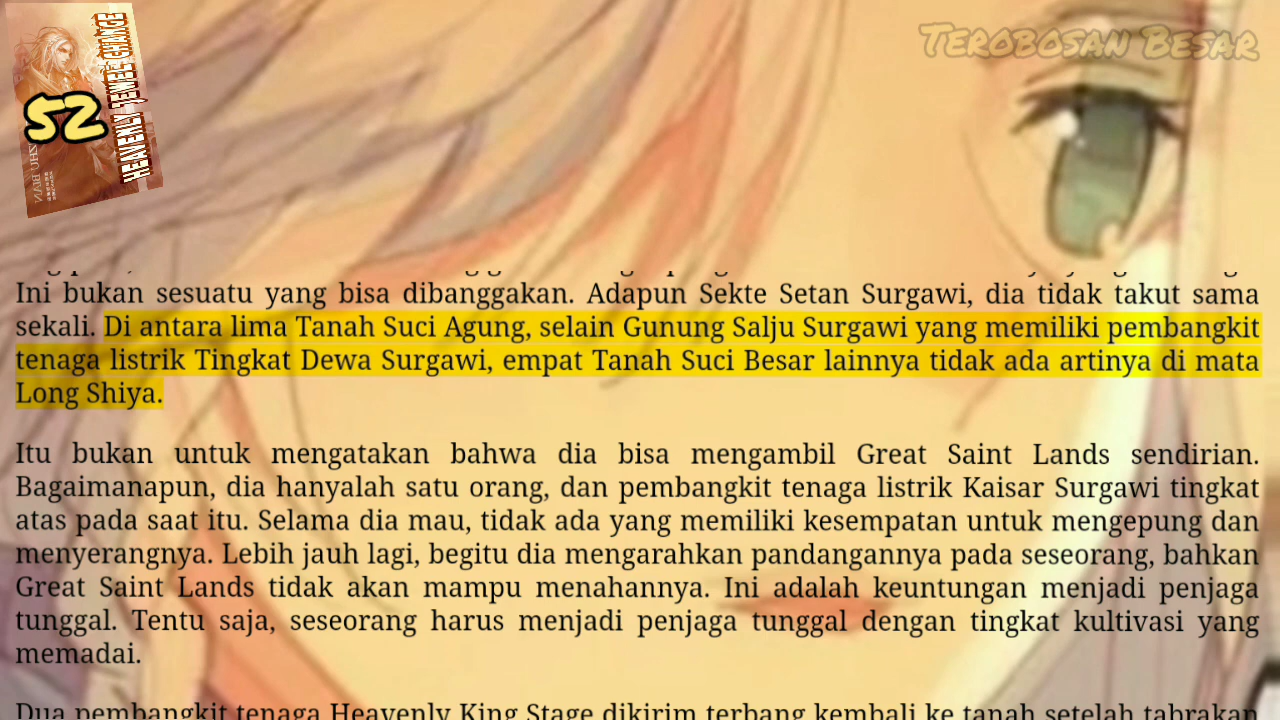 Terobosan Besar
52
HEAVENLY JEWEL CHANGE
Ini bukan sesuatu yang bisa dibanggakan. Adapun Sekte Setan Surgawi, dia tidak takut sama
sekali. Di antara lima Tanah Suci Agung, selain Gunung Salju Surgawi yang memiliki pembangkit
tenaga listrik Tingkat Dewa Surgawi, empat Tanah Suci Besar lainnya tidak ada artinya di mata
Long Shiya.
Itu bukan untuk mengatakan bahwa dia bisa mengambil Great Saint Lands sendirian.
Bagaimanapun, dia hanyalah satu orang, dan pembangkit tenaga listrik Kaisar Surgawi tingkat
atas pada saat itu. Selama dia mau, tidak ada yang memiliki kesempatan untuk mengepung dan
menyerangnya. Lebih jauh lagi, begitu dia mengarahkan pandangannya pada seseorang, bahkan
Great Saint Lands tidak akan mampu menahannya. Ini adalah keuntungan menjadi penjaga
tunggal. Tentu saja, seseorang harus menjadi penjaga tunggal dengan tingkat kultivasi yang
memadai.
Dua pembangkit tenaga Heavenly King Stage dikirim terbang kembali ke tanah setelah tabrakan